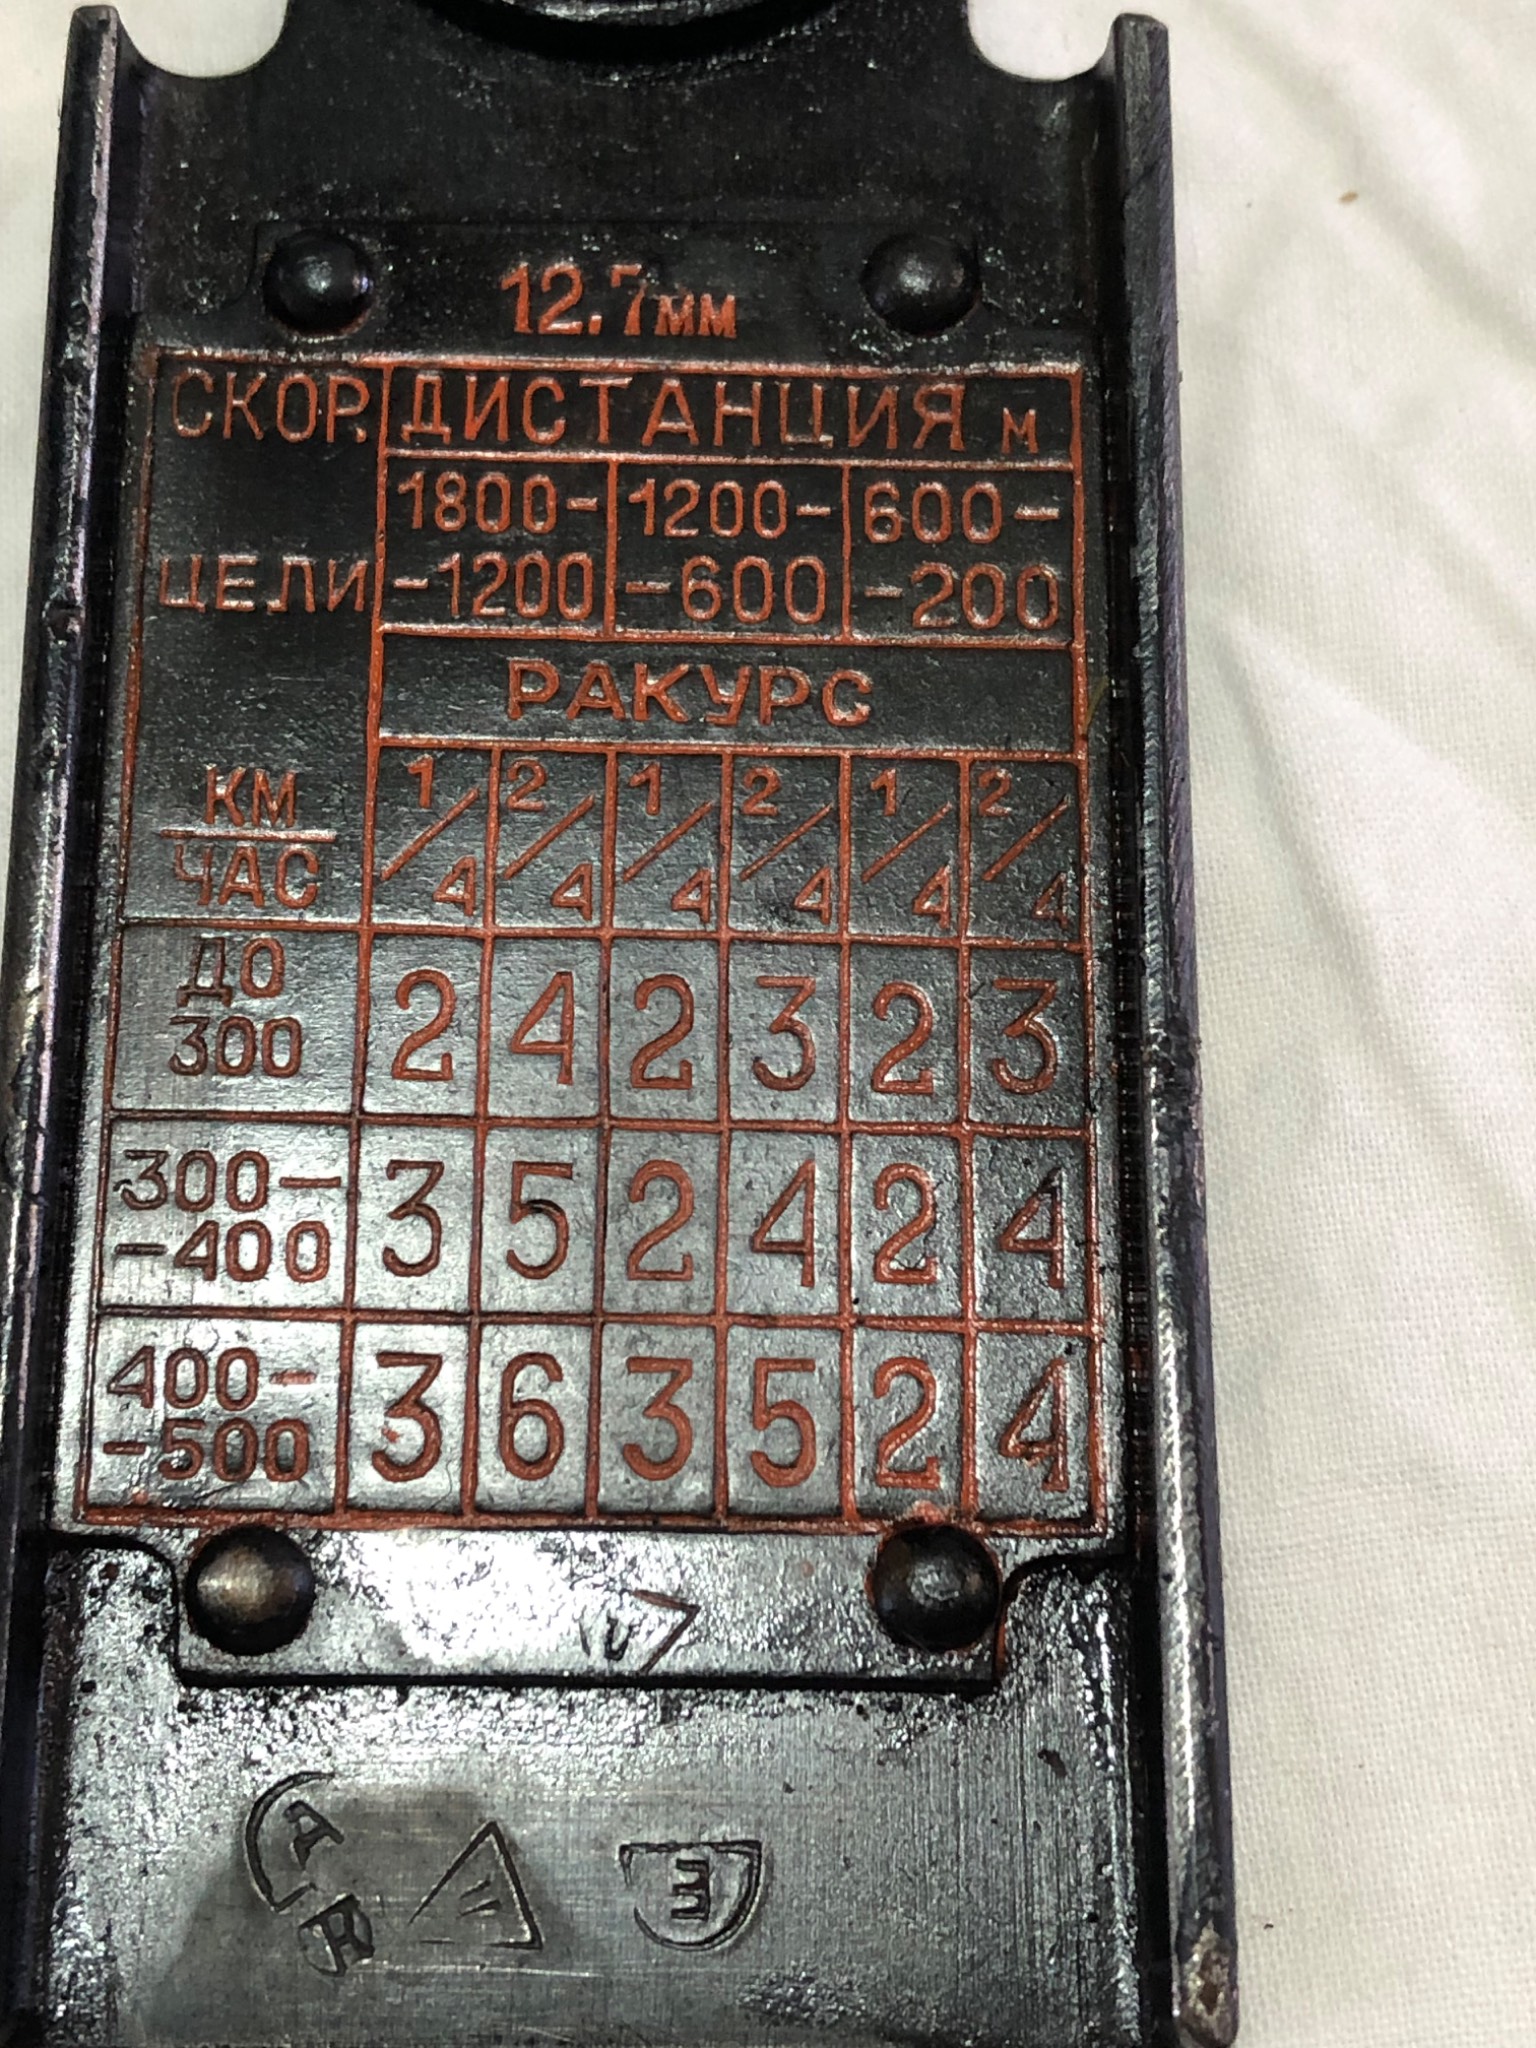 12.7мм
СКОР. ДИСТАНЦИЯ м
1800- 1200- 600-
ЦЕЛИ -1200 -600 -200
РАКУРС
КМ/ЧАС 1/4 2/4 1/4 2/4 1/4 2/4
ДО 300 2 4 2 3 2 3
300-
-400 3 5 2 4 2 4
400-
-500 3 6 3 5 2 4